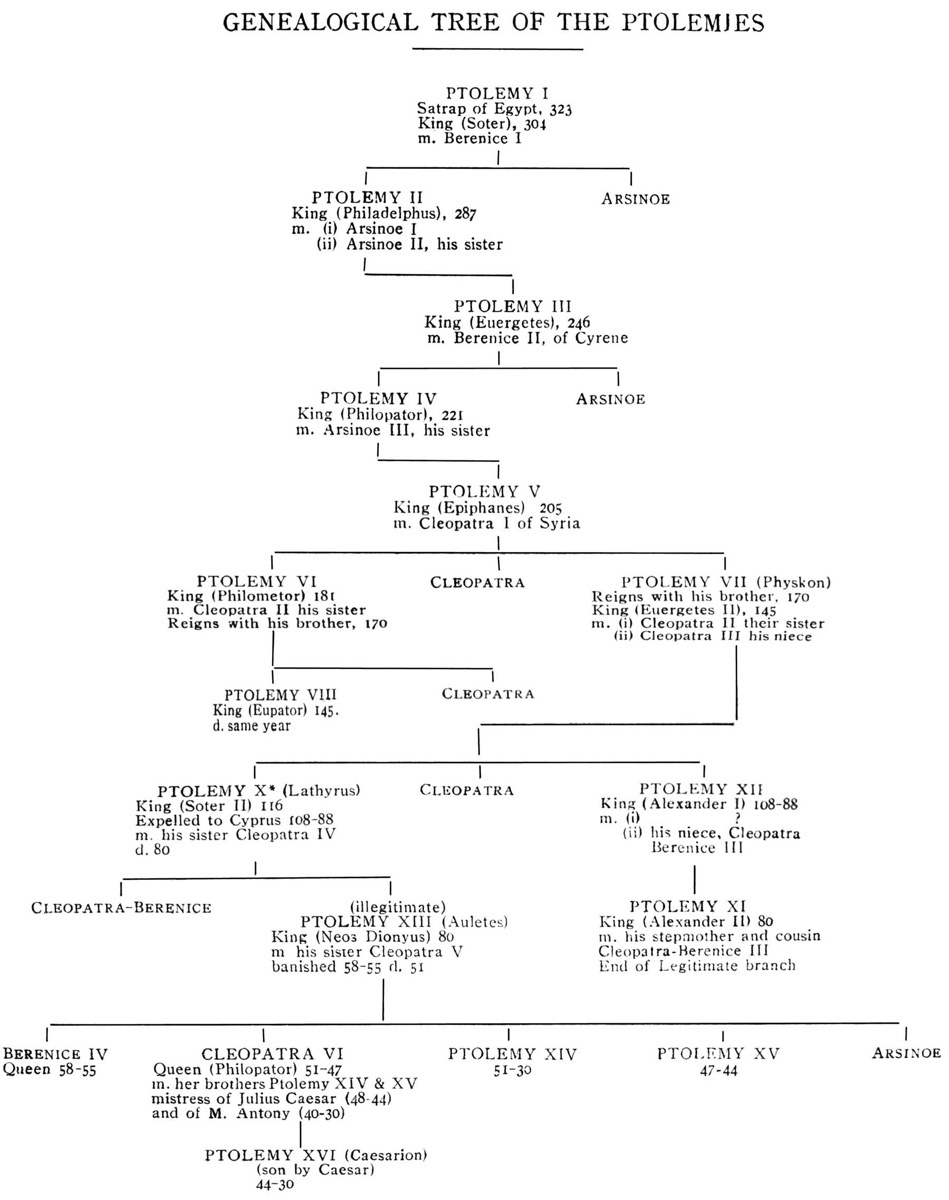 GENEALOGICAL TREE OF THE PTOLEMIES
PTOLEMY I
Satrap of Egypt, 323
King (Soter), 304
m. Berenice I
PTOLEMY II
King (Philadelphus), 287
m. (i) Arsinoe I
(ii) Arsinoe II, his sister
ARSINOE
PTOLEMY III
King (Euergetes), 246
m. Berenice II, of Cyrene
PTOLEMY IV
King (Philopator), 221
m. Arsinoe III, his sister
ARSINOE
PTOLEMY V
King (Epiphanes) 205
m. Cleopatra I of Syria
PTOLEMY VI
King (Philometor) 181
m. Cleopatra II his sister
Reigns with his brother, 170
CLEOPATRA
PTOLEMY VII (Physkon)
Reigns with his brother, 170
King (Euergetes II), 145
m. (i) Cleopatra II their sister
(ii) Cleopatra III his niece
PTOLEMY VIII
King (Eupator) 145.
d. same year
CLEOPATRA
PTOLEMY X* (Lathyrus)
King (Soter II) 116
Expelled to Cyprus 108-88
m. his sister Cleopatra IV
d. 80
CLEOPATRA
PTOLEMY XII
King (Alexander I) 108-88
m. (i) ?
(ii) his niece, Cleopatra
Berenice III
CLEOPATRA-BERENICE
(illegitimate)
PTOLEMY XIII (Auletes)
King (Neos Dionyus) 80
m his sister Cleopatra V
banished 58-55 d. 51
PTOLEMY XI
King (Alexander II) 80
m. his stepmother and cousin
Cleopatra-Berenice III
End of Legitimate branch
BERENICE IV
Queen 58-55
CLEOPATRA VI
Queen (Philopator) 51-47
m. her brothers Ptolemy XIV & XV
mistress of Julius Caesar (48-44)
and of M. Antony (40-30)
PTOLEMY XIV
51-30
PTOLEMY XV
47-44
ARSINOE
PTOLEMY XVI (Caesarion)
(son by Caesar)
44-30